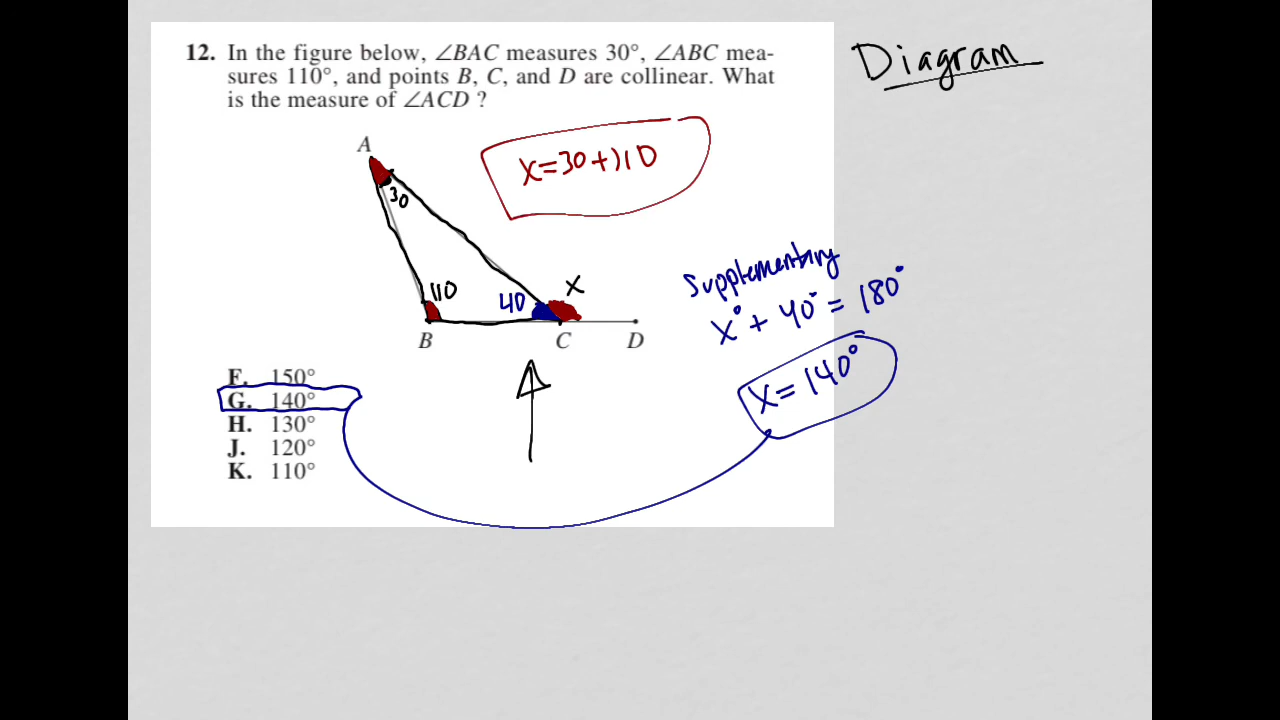 12. In the figure below, ∠BAC measures 30°, ∠ABC mea-
sures 110°, and points B, C, and D are collinear. What
is the measure of ∠ACD ?
Diagram
A
30
X=30+110
110
40
X
B
C
D
Supplementary
X° + 40° = 180°
X = 140°
F. 150°
G. 140°
H. 130°
J. 120°
K. 110°